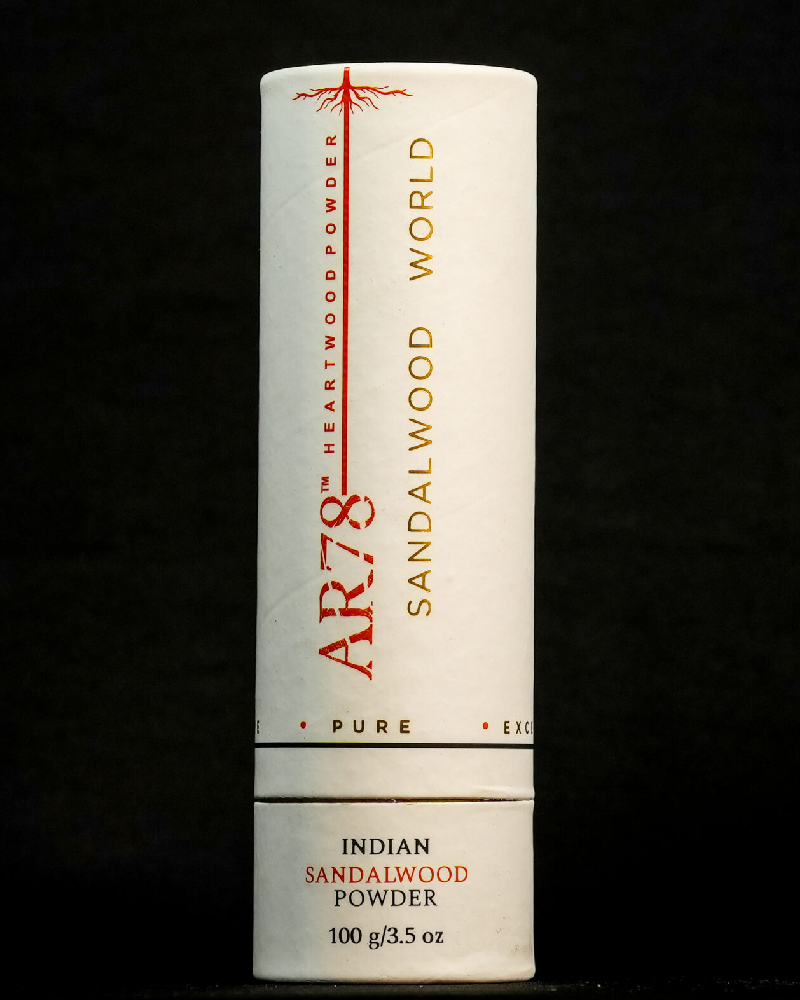 AR78™ HEARTWOOD POWDER
SANDALWOOD WORLD
• PURE •
INDIAN
SANDALWOOD
POWDER
100 g/3.5 oz